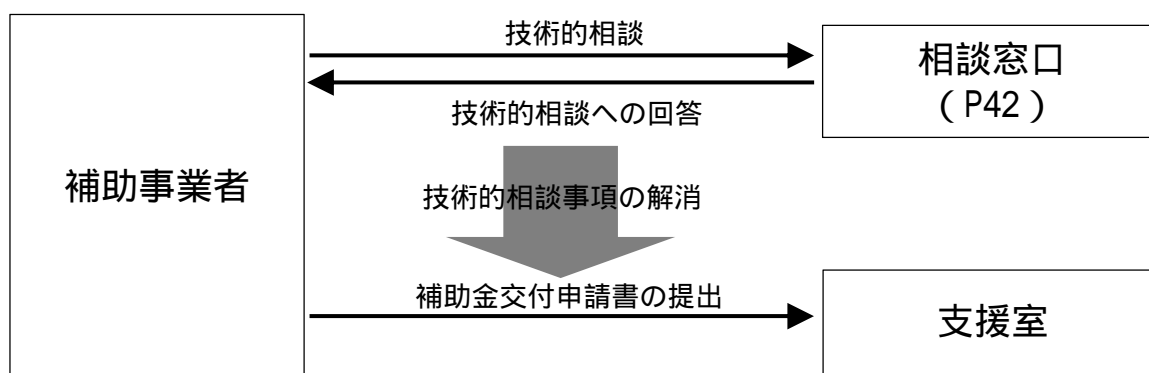 技術的相談
相談窓口
（P42）
技術的相談への回答
補助事業者
技術的相談事項の解消
補助金交付申請書の提出
支援室